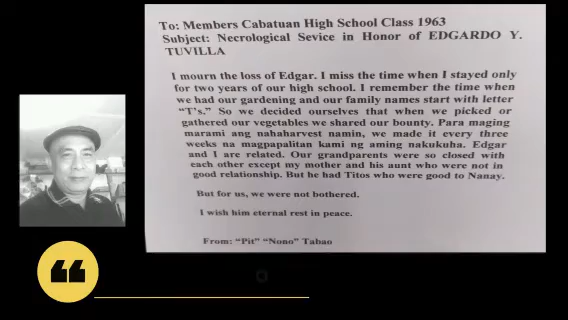 To: Members Cabatuan High School Class 1963
Subject: Necrological Sevice in Honor of EDGARDO Y.
TUVILLA
I mourn the loss of Edgar. I miss the time when I stayed only
for two years of our high school. I remember the time when
we had our gardening and our family names start with letter
“T’s.” So we decided ourselves that when we picked or
gathered our vegetables we shared our bounty. Para maging
marami ang nahaharvest namin, we made it every three
weeks na magpapalitan kami ng aming nakukuha. Edgar
and I are related. Our grandparents were so closed with
each other except my mother and his aunt who were not in
good relationship. But he had Titos who were good to Nanay.
But for us, we were not bothered.
I wish him eternal rest in peace.
From: “Pit” “Nono” Tabao